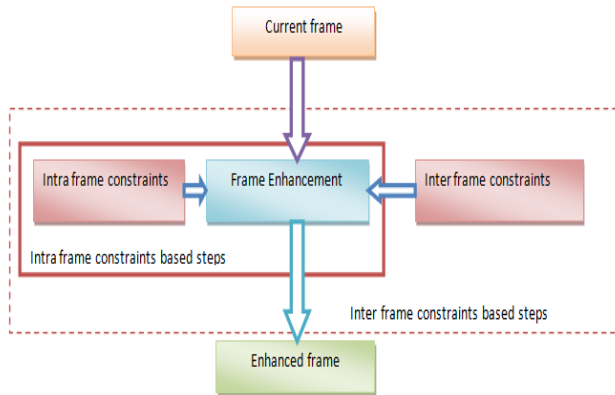 Current frame
Intra frame constraints
Frame Enhancement
Inter frame constraints
Intra frame constraints based steps
Inter frame constraints based steps
Enhanced frame